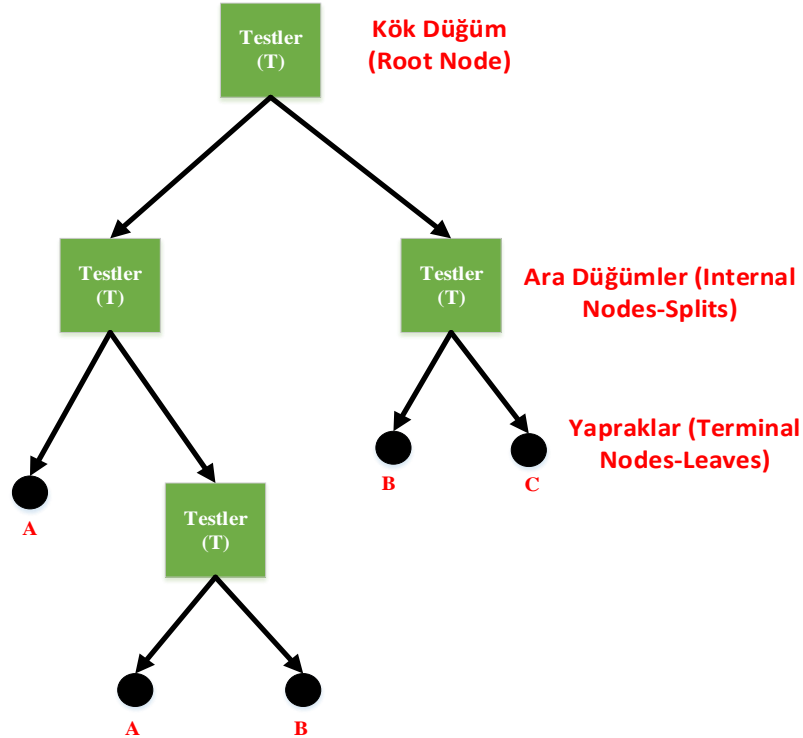 Testler
(T)
Kök Düğüm
(Root Node)
Testler
(T)
Testler
(T)
Ara Düğümler (Internal
Nodes-Splits)
B
C
Yapraklar (Terminal
Nodes-Leaves)
A
Testler
(T)
A
B